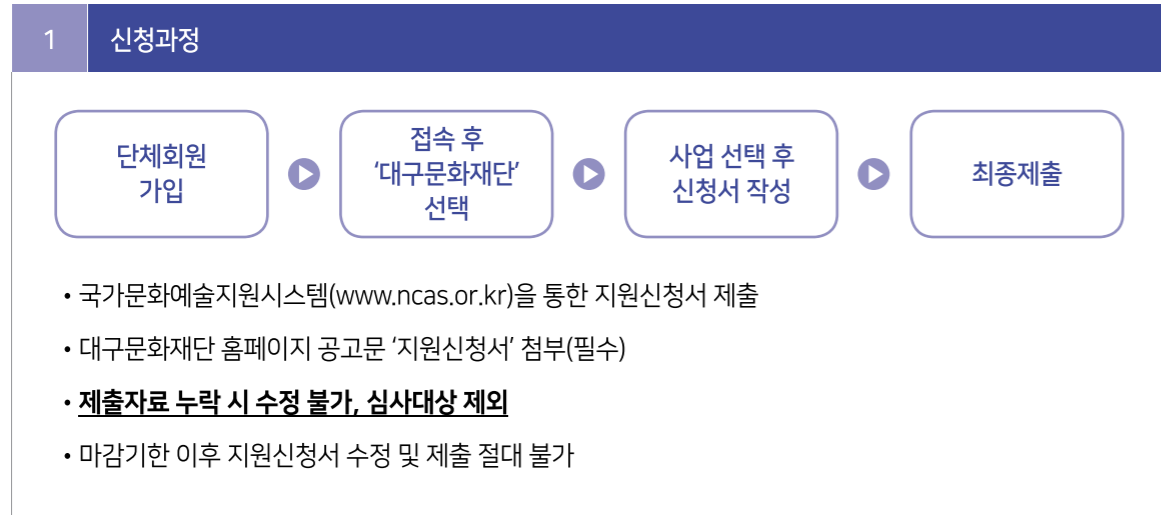 1 신청과정
단체회원
가입
접속 후
‘대구문화재단’
선택
사업 선택 후
신청서 작성
최종제출
• 국가문화예술지원시스템(www.ncas.or.kr)을 통한 지원신청서 제출
• 대구문화재단 홈페이지 공고문 ‘지원신청서’ 첨부(필수)
• 제출자료 누락 시 수정 불가, 심사대상 제외
• 마감기한 이후 지원신청서 수정 및 제출 절대 불가